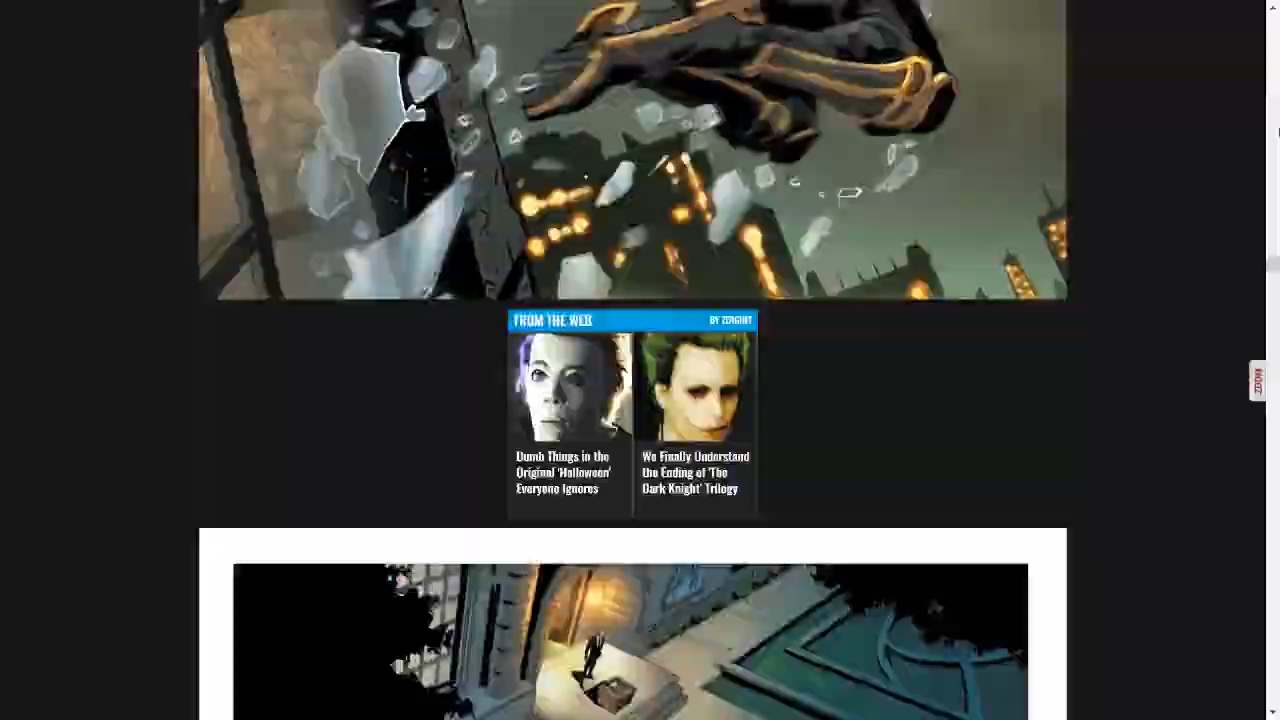 FROM THE WEB
BY ZERGNET
Dumb Things in the
Original 'Halloween'
Everyone Ignores
We Finally Understand
the Ending of 'The
Dark Knight' Trilogy